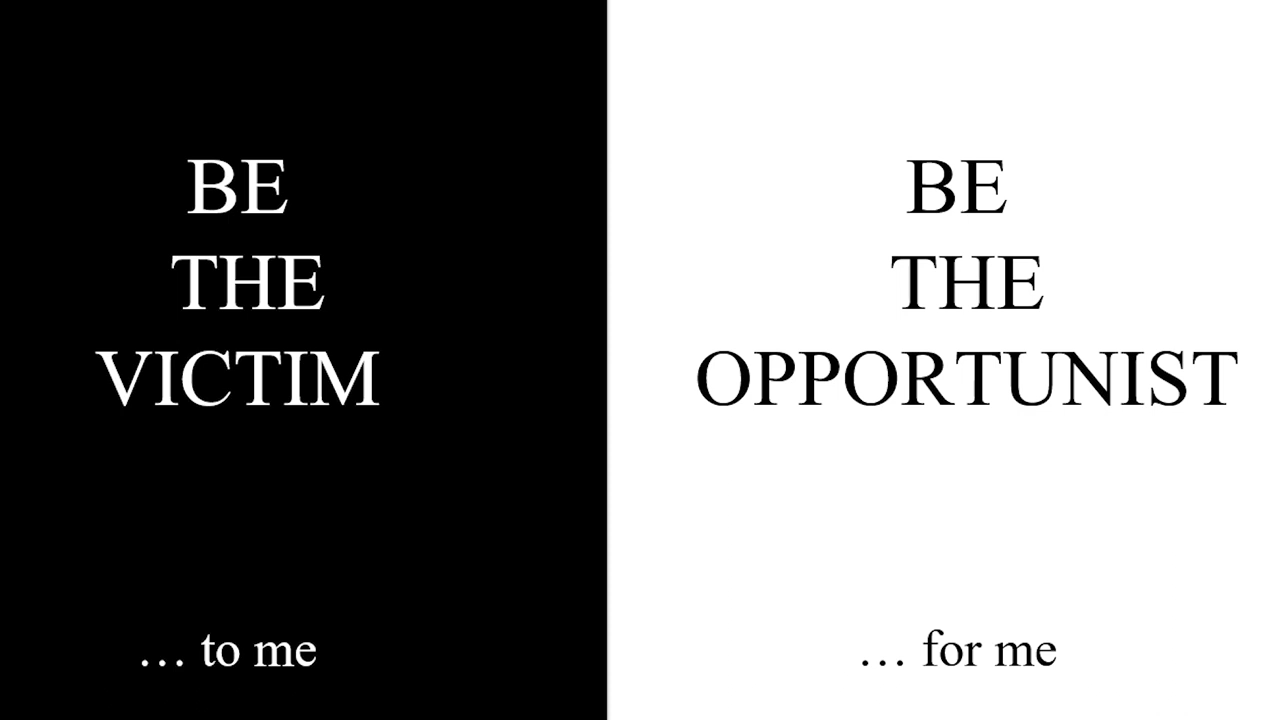 BE
THE
VICTIM
… to me
BE
THE
OPPORTUNIST
… for me